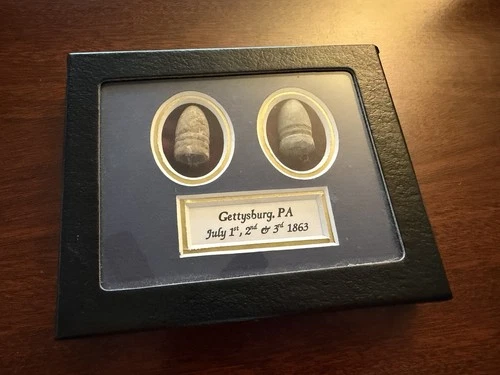 Gettysburg, PA
July 1st, 2nd & 3rd 1863